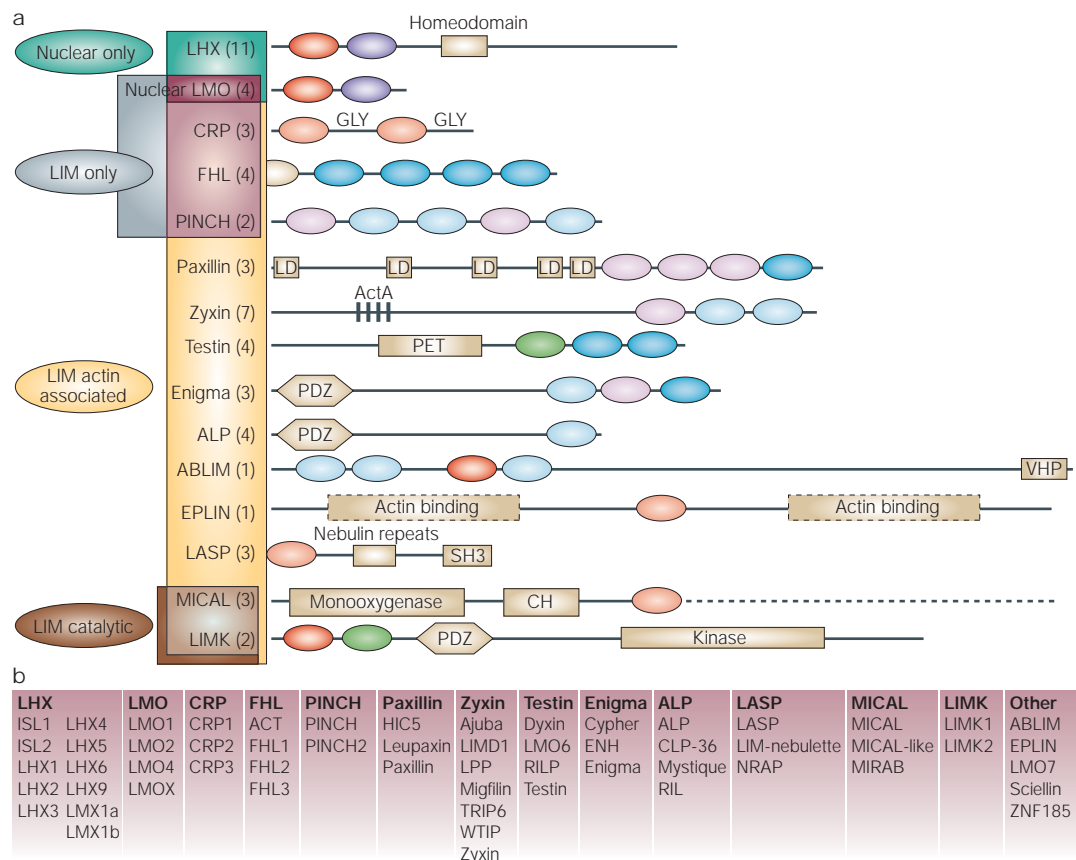 a
Homeodomain
Nuclear only
LHX (11)
Nuclear LMO (4)
GLY GLY
CRP (3)
LIM only
FHL (4)
PINCH (2)
Paxillin (3) LD LD LD LD LD
ActA
Zyxin (7)
Testin (4) PET
LIM actin
associated
Enigma (3) PDZ
ALP (4) PDZ
ABLIM (1) VHP
EPLIN (1) Actin binding Actin binding
Nebulin repeats
LASP (3) SH3
MICAL (3) Monooxygenase CH
LIM catalytic
LIMK (2) PDZ Kinase
b
LHX LMO CRP FHL PINCH Paxillin Zyxin Testin Enigma ALP LASP MICAL LIMK Other
ISL1 LHX4 LMO1 CRP1 ACT PINCH HIC5 Ajuba Dyxin Cypher ALP LASP MICAL LIMK1 ABLIM
ISL2 LHX5 LMO2 CRP2 FHL1 PINCH2 Leupaxin LIMD1 LMO6 ENH CLP-36 LIM-nebulette MICAL-like LIMK2 EPLIN
LHX1 LHX6 LMO4 CRP3 FHL2 Paxillin LPP RILP Enigma Mystique NRAP MIRAB LMO7
LHX2 LHX9 LMOX FHL3 Migfilin Testin RIL Sciellin
LHX3 LMX1a TRIP6 ZNF185
LMX1b WTIP
Zyxin